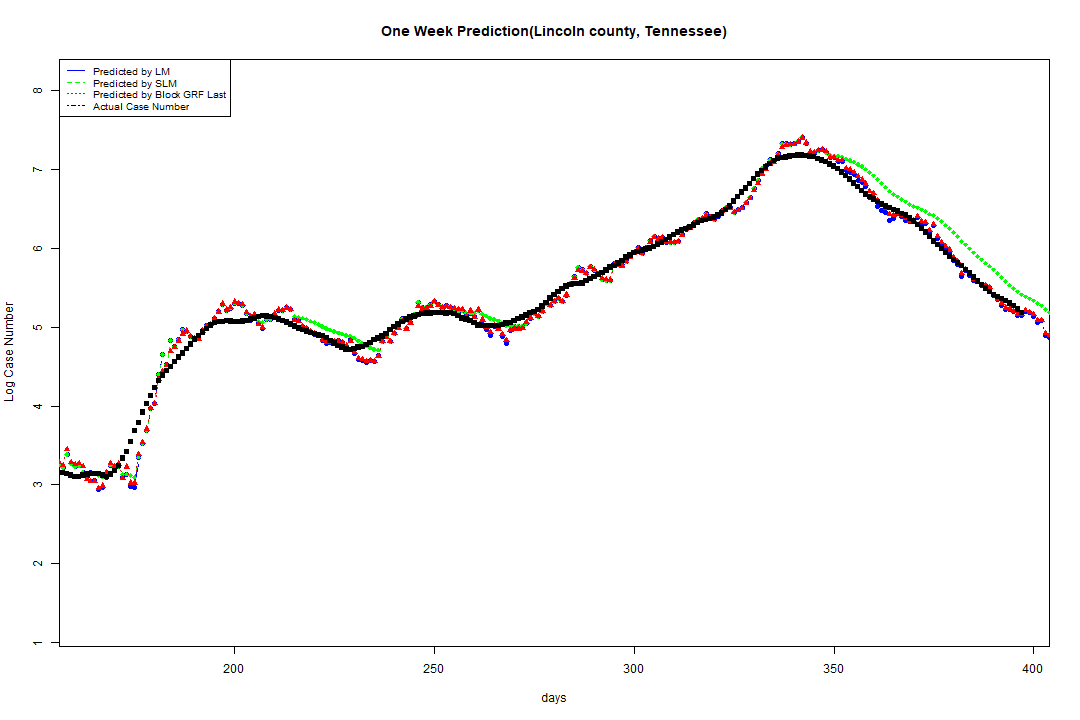 One Week Prediction(Lincoln county, Tennessee)
Predicted by LM
Predicted by SLM
Predicted by Block GRF Last
Actual Case Number
8
7
6
5
4
3
2
1
Log Case Number
200 250 300 350 400
days